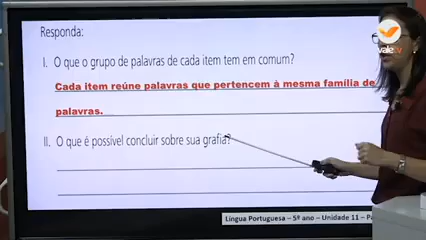 Responda:
I. O que o grupo de palavras de cada item tem em comum?
Cada item reúne palavras que pertencem à mesma família de
palavras.
II. O que é possível concluir sobre sua grafia?
Língua Portuguesa – 5º ano – Unidade 11 –
vale